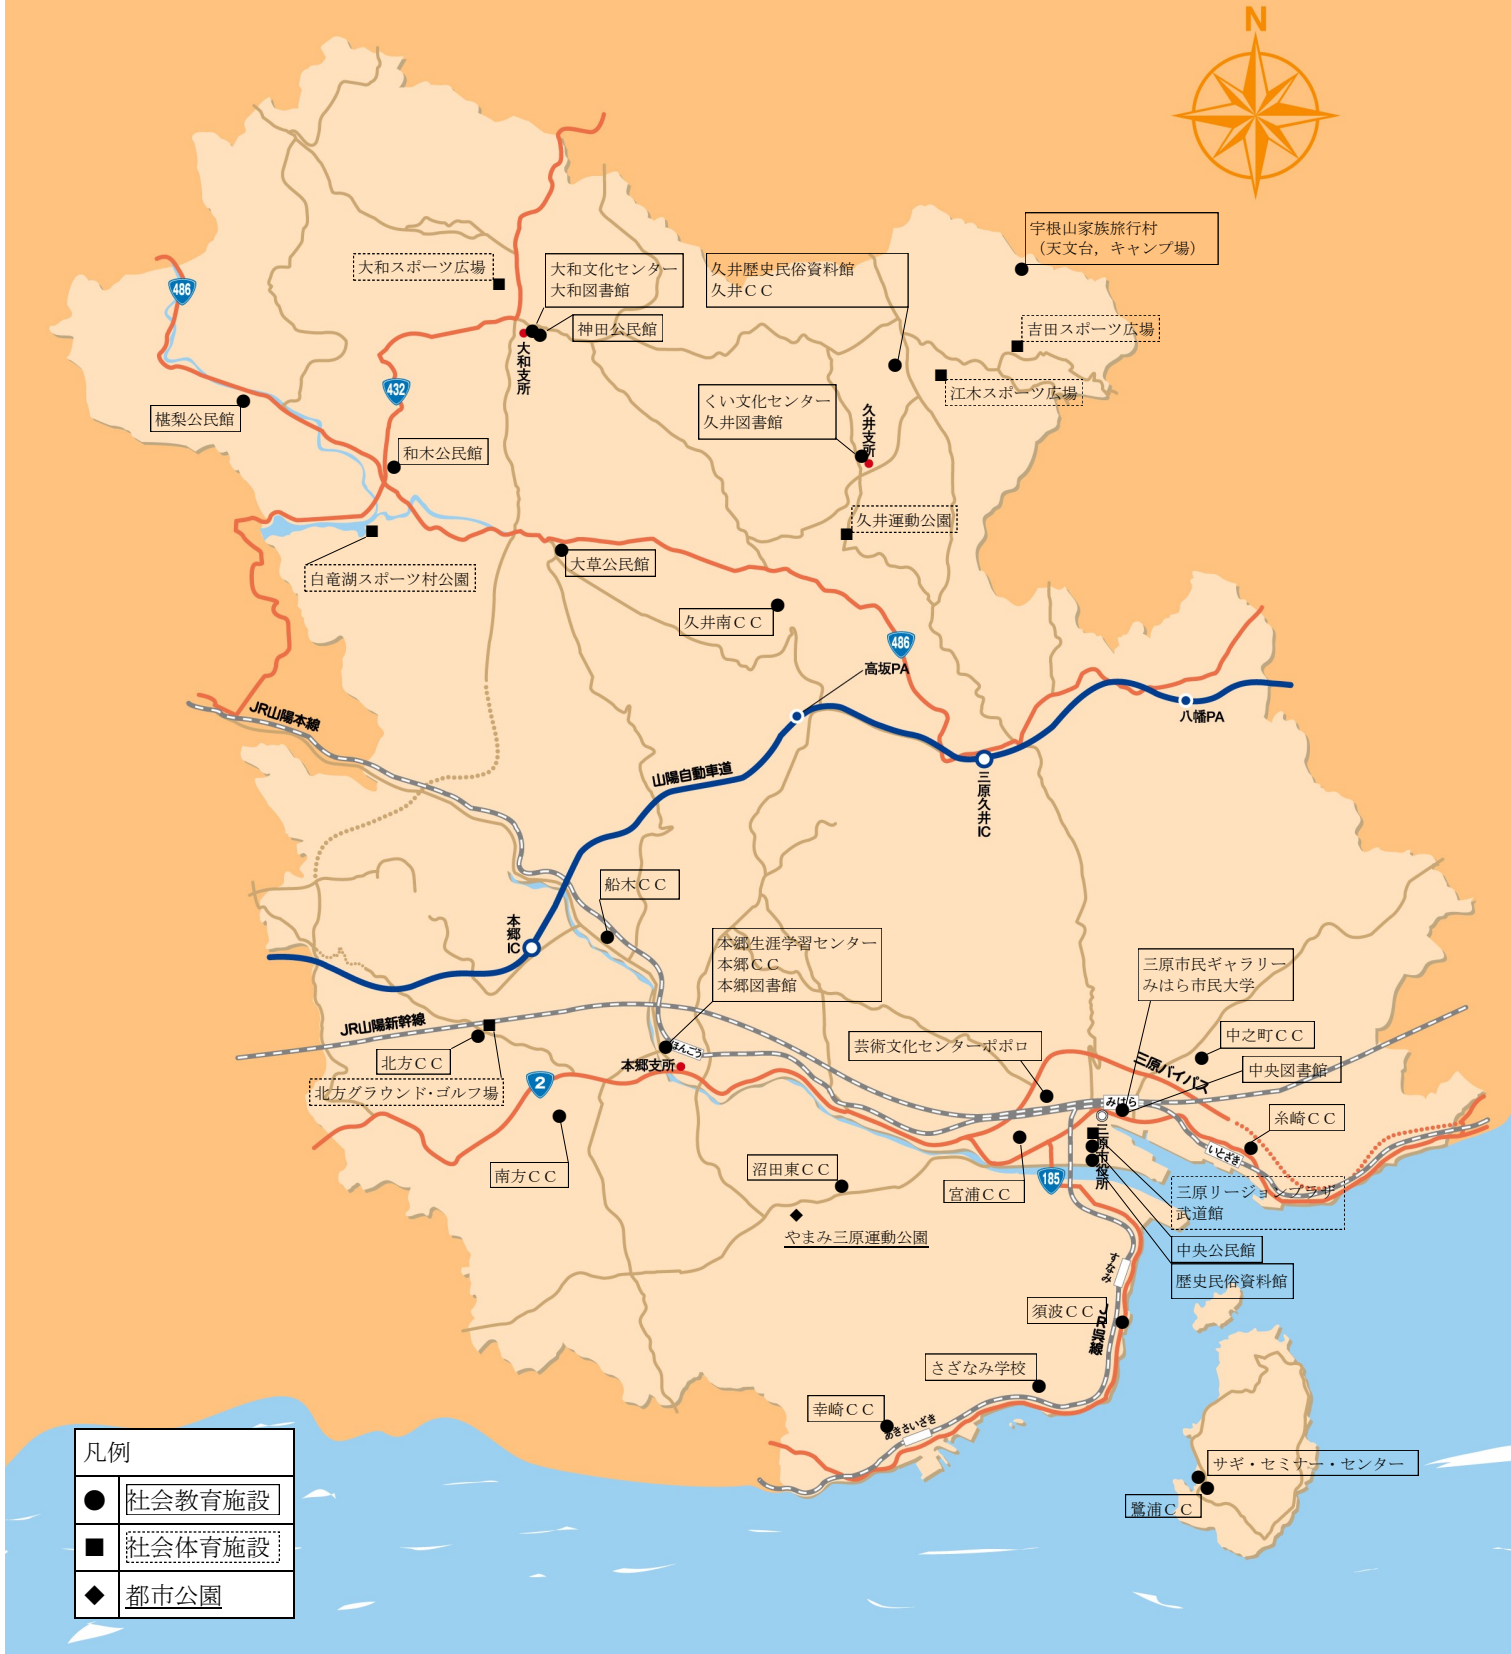 N
宇根山家族旅行村
（天文台，キャンプ場）
大和スポーツ広場
大和文化センター
大和図書館
久井歴史民俗資料館
久井ＣＣ
486
神田公民館
吉田スポーツ広場
大和支所
432
江木スポーツ広場
椹梨公民館
くい文化センター
久井図書館
久井支所
和木公民館
久井運動公園
大草公民館
白竜湖スポーツ村公園
久井南ＣＣ
486
高坂PA
JR山陽本線
八幡PA
山陽自動車道
三原久井IC
船木ＣＣ
本郷IC
本郷生涯学習センター
本郷ＣＣ
本郷図書館
三原市民ギャラリー
みはら市民大学
JR山陽新幹線
中之町ＣＣ
芸術文化センターポポロ
ほんごう
北方ＣＣ
本郷支所
三原バイパス
中央図書館
北方グラウンド・ゴルフ場
2
みはら
糸崎ＣＣ
三原市役所
いとざき
南方ＣＣ
沼田東ＣＣ
宮浦ＣＣ
185
三原リージョンプラザ
武道館
やまみ三原運動公園
中央公民館
歴史民俗資料館
すなみ
須波ＣＣ
JR呉線
さざなみ学校
幸崎ＣＣ
あきさいざき
サギ・セミナー・センター
鷺浦ＣＣ
凡例
社会教育施設
社会体育施設
都市公園